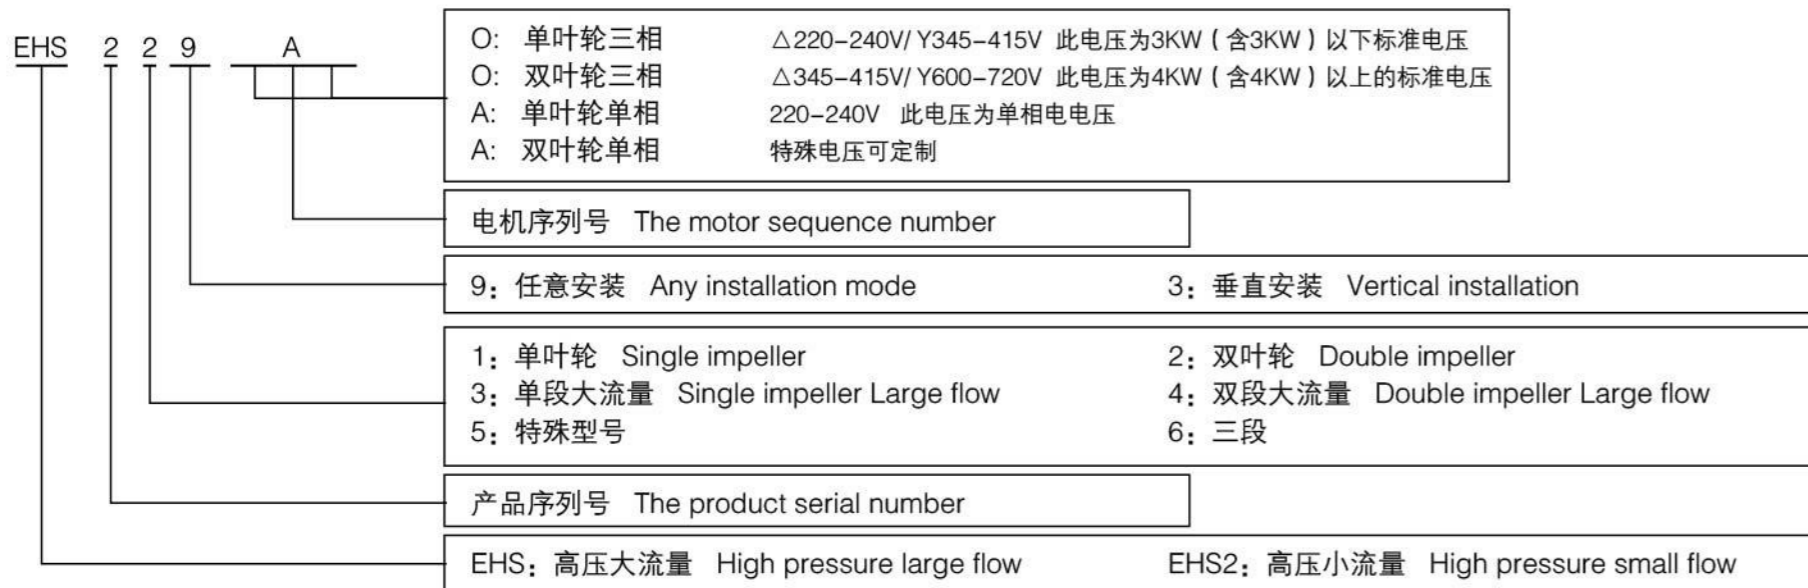 EHS 2 2 9 A
O: 单叶轮三相 △220-240V/ Y345-415V 此电压为3KW（含3KW）以下标准电压
O: 双叶轮三相 △345-415V/ Y600-720V 此电压为4KW（含4KW）以上的标准电压
A: 单叶轮单相 220-240V 此电压为单相电电压
A: 双叶轮单相 特殊电压可定制
电机序列号 The motor sequence number
9：任意安装 Any installation mode 3：垂直安装 Vertical installation
1：单叶轮 Single impeller 2：双叶轮 Double impeller
3：单段大流量 Single impeller Large flow 4：双段大流量 Double impeller Large flow
5：特殊型号 6：三段
产品序列号 The product serial number
EHS：高压大流量 High pressure large flow EHS2：高压小流量 High pressure small flow